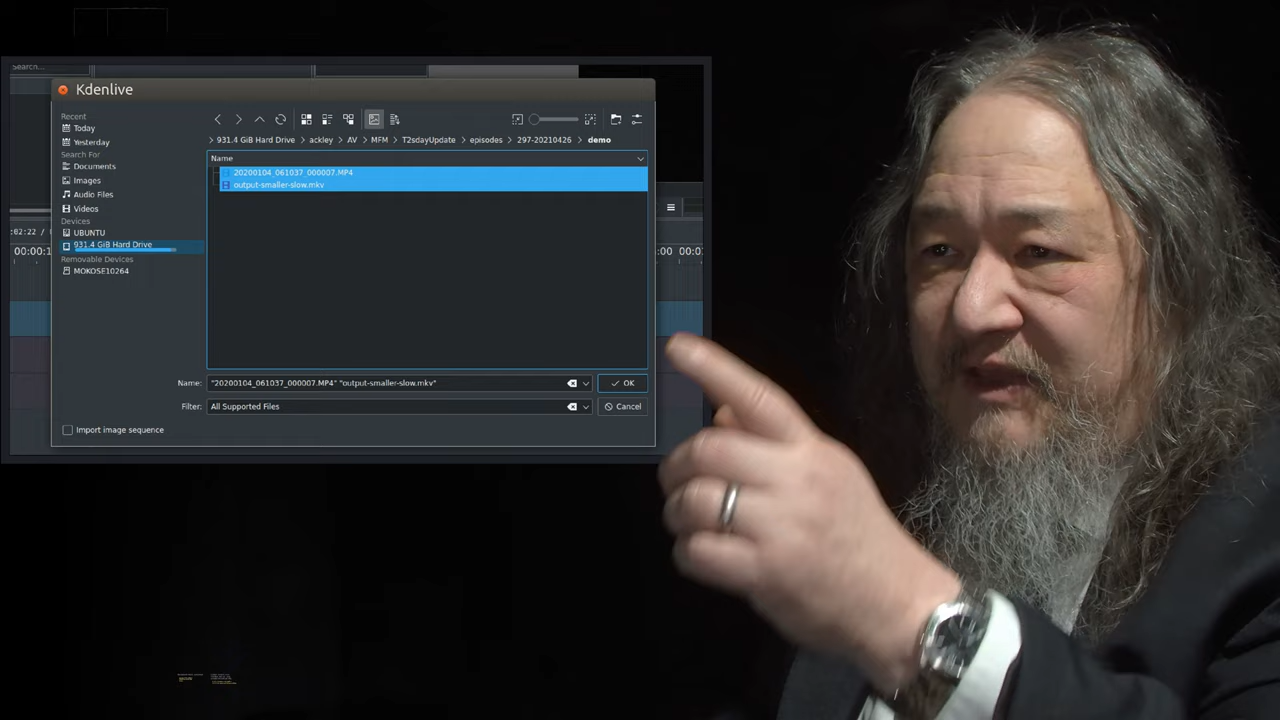 Search...
Kdenlive
Recent
Today
Yesterday
Search For
Documents
Images
Audio Files
Videos
Devices
UBUNTU
931.4 GiB Hard Drive
Removable Devices
MOKOSE10264
> 931.4 GiB Hard Drive > ackley > AV > MFM > T2sdayUpdate > episodes > 297-20210426 > demo
Name
20200104_061037_000007.MP4
output-smaller-slow.mkv
:02:22 /
00:00:1
:00
Name: "20200104_061037_000007.MP4" "output-smaller-slow.mkv"
OK
Filter: All Supported Files
Cancel
Import image sequence